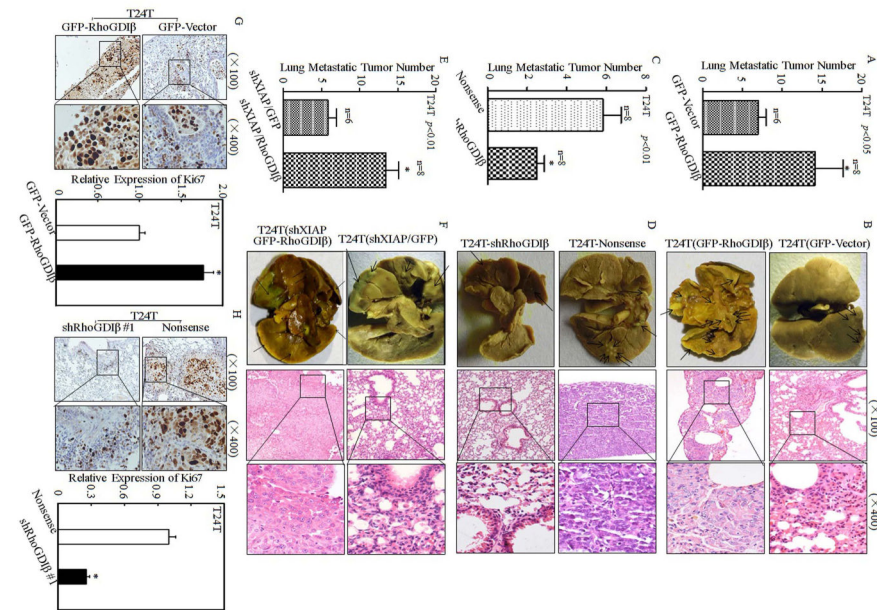 A
Lung Metastatic Tumor Number
0
5
10
15
20
T24T
p<0.05
n=6
n=8
*
GFP-Vector
GFP-RhoGDIβ
B
(×100)
(×400)
T24T(GFP-Vector)
T24T(GFP-RhoGDIβ)
C
Lung Metastatic Tumor Number
0
2
4
6
8
T24T
p<0.01
n=8
n=8
*
Nonsense
RhoGDIβ
D
T24T-Nonsense
T24T-shRhoGDIβ
E
Lung Metastatic Tumor Number
0
5
10
15
20
T24T
p<0.01
n=6
n=8
*
shXIAP/GFP
shXIAP/RhoGDIβ
F
T24T(shXIAP/GFP)
T24T(shXIAP
GFP-RhoGDIβ)
G
T24T
GFP-RhoGDIβ
GFP-Vector
(×100)
(×400)
Relative Expression of Ki67
0
0.6
1.0
2.0
T24T
*
GFP-Vector
GFP-RhoGDIβ
H
T24T
shRhoGDIβ #1
Nonsense
(×100)
(×400)
Relative Expression of Ki67
0
0.3
0.6
0.9
1.5
T24T
*
Nonsense
shRhoGDIβ #1